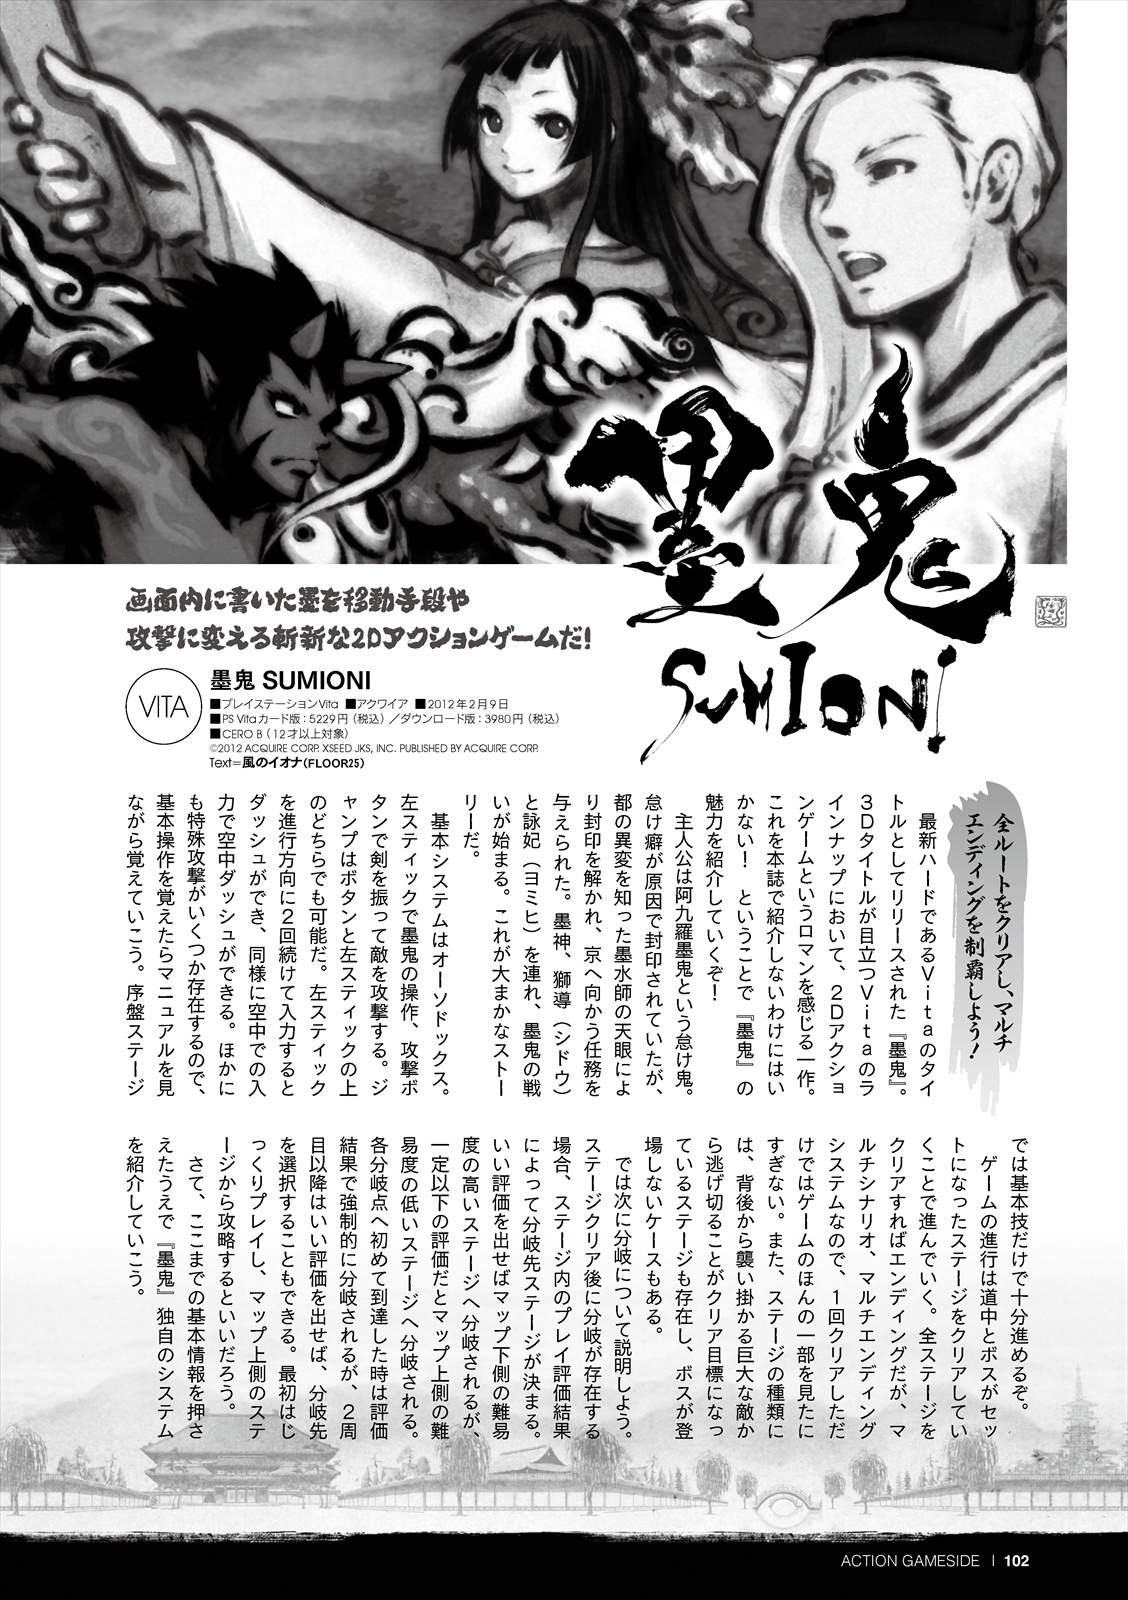 墨鬼
SUMIONI
画面内に書いた墨を移動手段や
攻撃に変える斬新な2Dアクションゲームだ!
VITA
墨鬼 SUMIONI
■プレイステーションVita ■アクワイア ■2012年2月9日
■PS Vitaカード版：5229円（税込）／ダウンロード版：3980円（税込）
■CERO B（12才以上対象）
©2012 ACQUIRE CORP. XSEED JKS, INC. PUBLISHED BY ACQUIRE CORP.
Text=風のイオナ(FLOOR25)
全ルートをクリアし、マルチ
エンディングを制覇しよう!
最新ハードであるVitaのタイ
トルとしてリリースされた『墨鬼』。
3Dタイトルが目立つVitaのラ
インナップにおいて、2Dアクショ
ンゲームというロマンを感じる一作。
これを本誌で紹介しないわけにはい
かない！　ということで『墨鬼』の
魅力を紹介していくぞ！
主人公は阿九羅墨鬼という怠け鬼。
怠け癖が原因で封印されていたが、
都の異変を知った墨水師の天眼によ
り封印を解かれ、京へ向かう任務を
与えられた。墨神、獅導（シドウ）
と詠妃（ヨミヒ）を連れ、墨鬼の戦
いが始まる。これが大まかなストー
リーだ。
基本システムはオーソドックス。
左スティックで墨鬼の操作、攻撃ボ
タンで剣を振って敵を攻撃する。ジ
ャンプはボタンと左スティックの上
のどちらでも可能だ。左スティック
を進行方向に2回続けて入力すると
ダッシュができ、同様に空中での入
力で空中ダッシュができる。ほかに
も特殊攻撃がいくつか存在するので、
基本操作を覚えたらマニュアルを見
ながら覚えていこう。序盤ステージ
では基本技だけで十分進めるぞ。
ゲームの進行は道中とボスがセッ
トになったステージをクリアしてい
くことで進んでいく。全ステージを
クリアすればエンディングだが、マ
ルチシナリオ、マルチエンディング
システムなので、1回クリアしただ
けではゲームのほんの一部を見たに
すぎない。また、ステージの種類に
は、背後から襲い掛かる巨大な敵か
ら逃げ切ることがクリア目標になっ
ているステージも存在し、ボスが登
場しないケースもある。
では次に分岐について説明しよう。
ステージクリア後に分岐が存在する
場合、ステージ内のプレイ評価結果
によって分岐先ステージが決まる。
いい評価を出せばマップ下側の難易
度の高いステージへ分岐されるが、
一定以下の評価だとマップ上側の難
易度の低いステージへ分岐される。
各分岐点へ初めて到達した時は評価
結果で強制的に分岐されるが、2周
目以降はいい評価を出せば、分岐先
を選択することもできる。最初はじ
っくりプレイし、マップ上側のステ
ージから攻略するといいだろう。
さて、ここまでの基本情報を押さ
えたうえで『墨鬼』独自のシステム
を紹介していこう。
ACTION GAMESIDE | 102